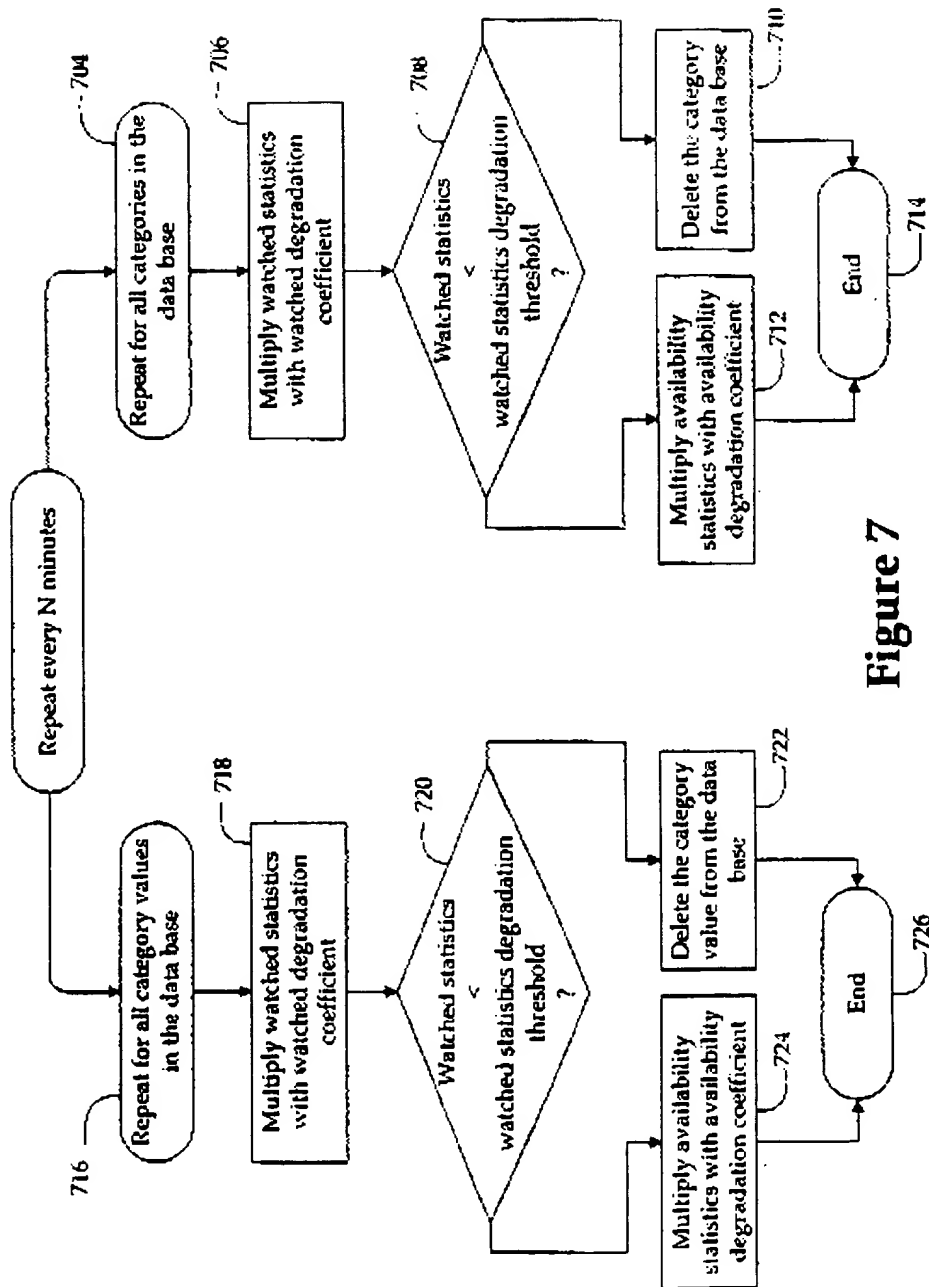 Repeat every N minutes
716
Repeat for all category values
in the data base
718
Multiply watched statistics
with watched degradation
coefficient
720
Watched statistics
<
watched statistics degradation
threshold
?
724
Multiply availability
statistics with availability
degradation coefficient
722
Delete the category
value from the data
base
End
726
704
Repeat for all categories in the
data base
706
Multiply watched statistics
with watched degradation
coefficient
708
Watched statistics
<
watched statistics degradation
threshold
?
712
Multiply availability
statistics with availability
degradation coefficient
710
Delete the category
from the data base
End
714
Figure 7